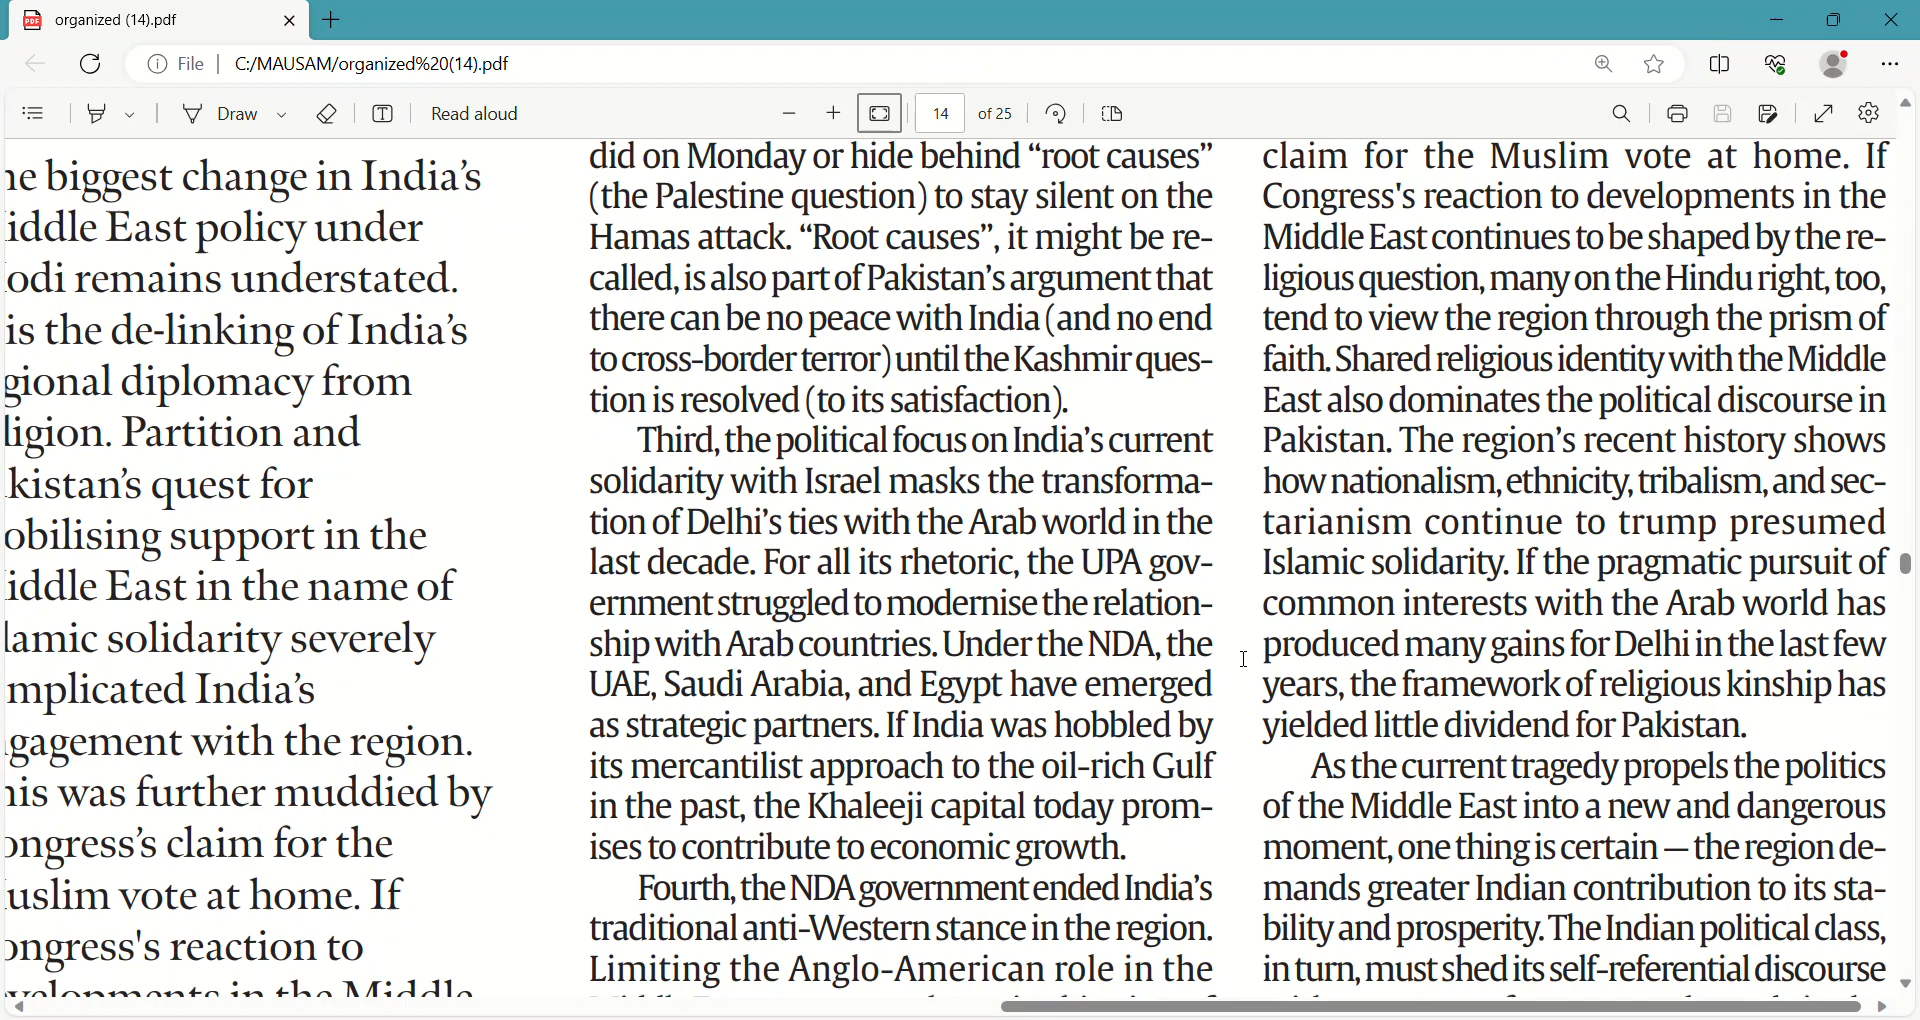 organized (14).pdf
File
C:/MAUSAM/organized%20(14).pdf
Draw
Read aloud
14
of 25
he biggest change in India's
iddle East policy under
odi remains understated.
is the de-linking of India's
gional diplomacy from
ligion. Partition and
kistan's quest for
obilising support in the
iddle East in the name of
lamic solidarity severely
mplicated India's
gagement with the region.
his was further muddied by
ongress's claim for the
uslim vote at home. If
ongress's reaction to
in the Middle
did on Monday or hide behind “root causes”
(the Palestine question) to stay silent on the
Hamas attack. “Root causes”, it might be re-
called, is also part of Pakistan's argument that
there can be no peace with India (and no end
to cross-border terror) until the Kashmir ques-
tion is resolved (to its satisfaction).
Third, the political focus on India's current
solidarity with Israel masks the transforma-
tion of Delhi's ties with the Arab world in the
last decade. For all its rhetoric, the UPA gov-
ernment struggled to modernise the relation-
ship with Arab countries. Under the NDA, the
UAE, Saudi Arabia, and Egypt have emerged
as strategic partners. If India was hobbled by
its mercantilist approach to the oil-rich Gulf
in the past, the Khaleeji capital today prom-
ises to contribute to economic growth.
Fourth, the NDA government ended India's
traditional anti-Western stance in the region.
Limiting the Anglo-American role in the
claim for the Muslim vote at home. If
Congress's reaction to developments in the
Middle East continues to be shaped by the re-
ligious question, many on the Hindu right, too,
tend to view the region through the prism of
faith. Shared religious identity with the Middle
East also dominates the political discourse in
Pakistan. The region's recent history shows
how nationalism, ethnicity, tribalism, and sec-
tarianism continue to trump presumed
Islamic solidarity. If the pragmatic pursuit of
common interests with the Arab world has
produced many gains for Delhi in the last few
years, the framework of religious kinship has
yielded little dividend for Pakistan.
As the current tragedy propels the politics
of the Middle East into a new and dangerous
moment, one thing is certain — the region de-
mands greater Indian contribution to its sta-
bility and prosperity. The Indian political class,
in turn, must shed its self-referential discourse